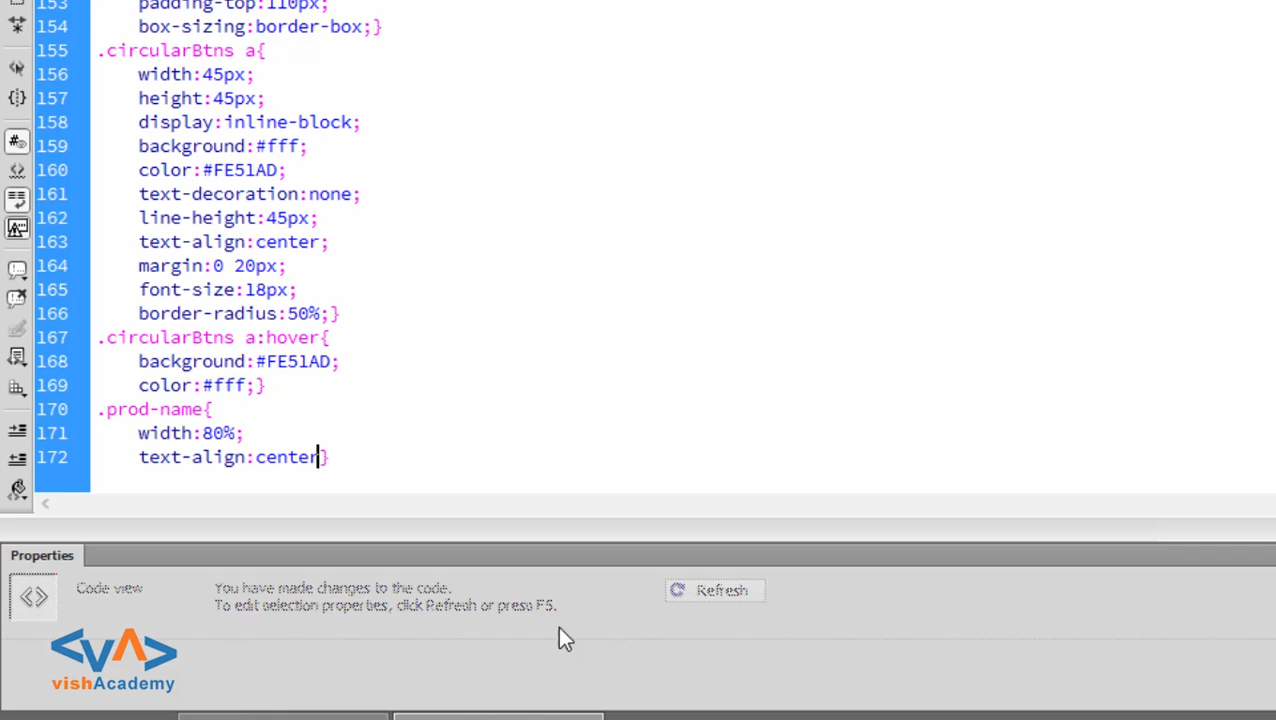 153 padding-top:110px;
154 box-sizing:border-box;}
155 .circularBtns a{
156 width:45px;
157 height:45px;
158 display:inline-block;
159 background:#fff;
160 color:#FE51AD;
161 text-decoration:none;
162 line-height:45px;
163 text-align:center;
164 margin:0 20px;
165 font-size:18px;
166 border-radius:50%;}
167 .circularBtns a:hover{
168 background:#FE51AD;
169 color:#fff;}
170 .prod-name{
171 width:80%;
172 text-align:center}
Properties
Code view
You have made changes to the code.
To edit selection properties, click Refresh or press F5.
Refresh
<VA>
vishAcademy